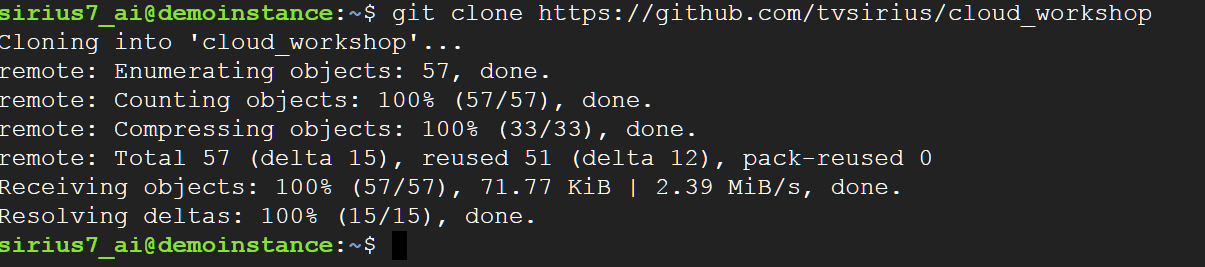 sirius7_ai@demoinstance:~$ git clone https://github.com/tvsirius/cloud_workshop
Cloning into 'cloud_workshop'...
remote: Enumerating objects: 57, done.
remote: Counting objects: 100% (57/57), done.
remote: Compressing objects: 100% (33/33), done.
remote: Total 57 (delta 15), reused 51 (delta 12), pack-reused 0
Receiving objects: 100% (57/57), 71.77 KiB | 2.39 MiB/s, done.
Resolving deltas: 100% (15/15), done.
sirius7_ai@demoinstance:~$